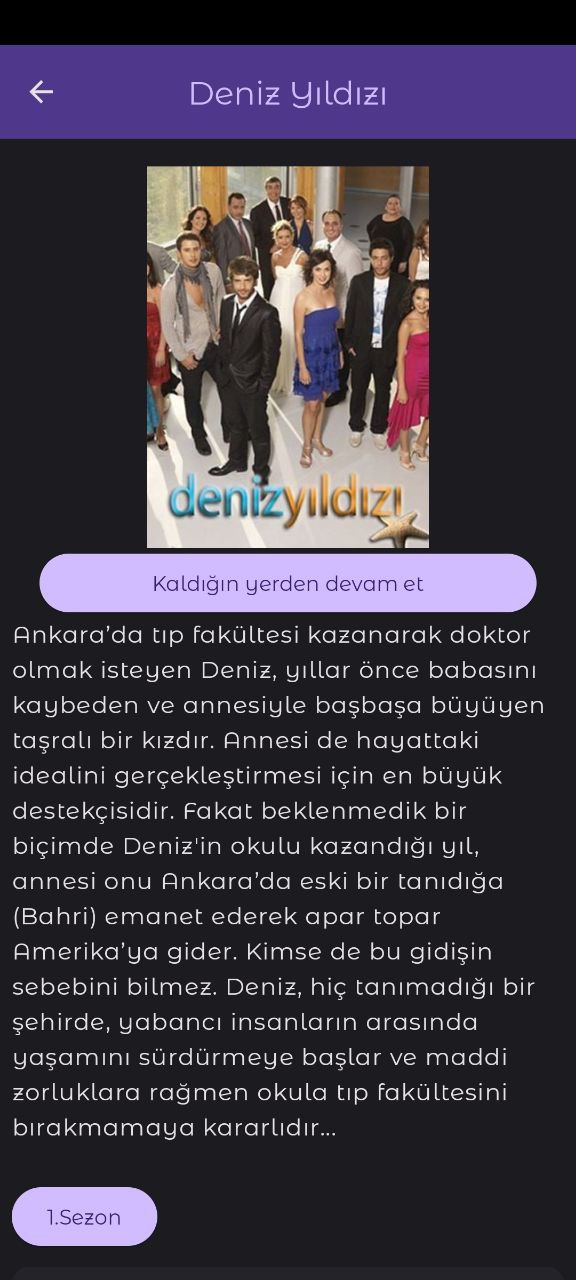 Deniz Yıldızı
denizyıldızı
Kaldığın yerden devam et
Ankara’da tıp fakültesi kazanarak doktor
olmak isteyen Deniz, yıllar önce babasını
kaybeden ve annesiyle başbaşa büyüyen
taşralı bir kızdır. Annesi de hayattaki
idealini gerçekleştirmesi için en büyük
destekçisidir. Fakat beklenmedik bir
biçimde Deniz'in okulu kazandığı yıl,
annesi onu Ankara’da eski bir tanıdığa
(Bahri) emanet ederek apar topar
Amerika’ya gider. Kimse de bu gidişin
sebebini bilmez. Deniz, hiç tanımadığı bir
şehirde, yabancı insanların arasında
yaşamını sürdürmeye başlar ve maddi
zorluklara rağmen okula tıp fakültesini
bırakmamaya kararlıdır...
1.Sezon